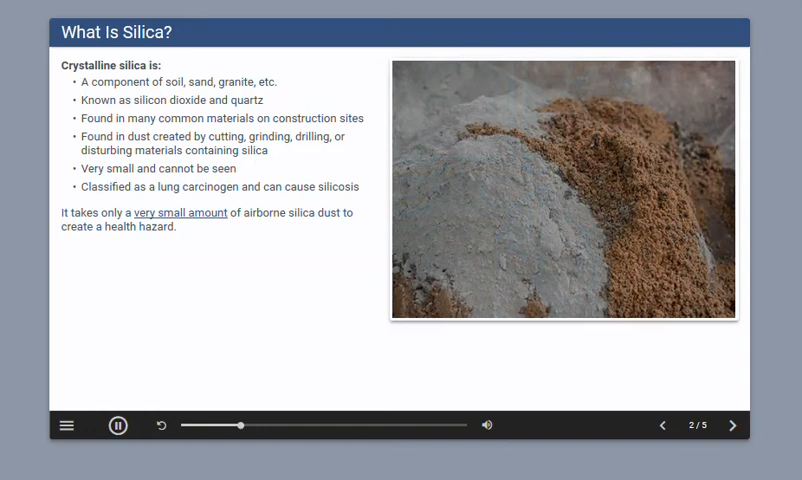 What Is Silica?
Crystalline silica is:
• A component of soil, sand, granite, etc.
• Known as silicon dioxide and quartz
• Found in many common materials on construction sites
• Found in dust created by cutting, grinding, drilling, or
disturbing materials containing silica
• Very small and cannot be seen
• Classified as a lung carcinogen and can cause silicosis
It takes only a very small amount of airborne silica dust to
create a health hazard.
2 / 5